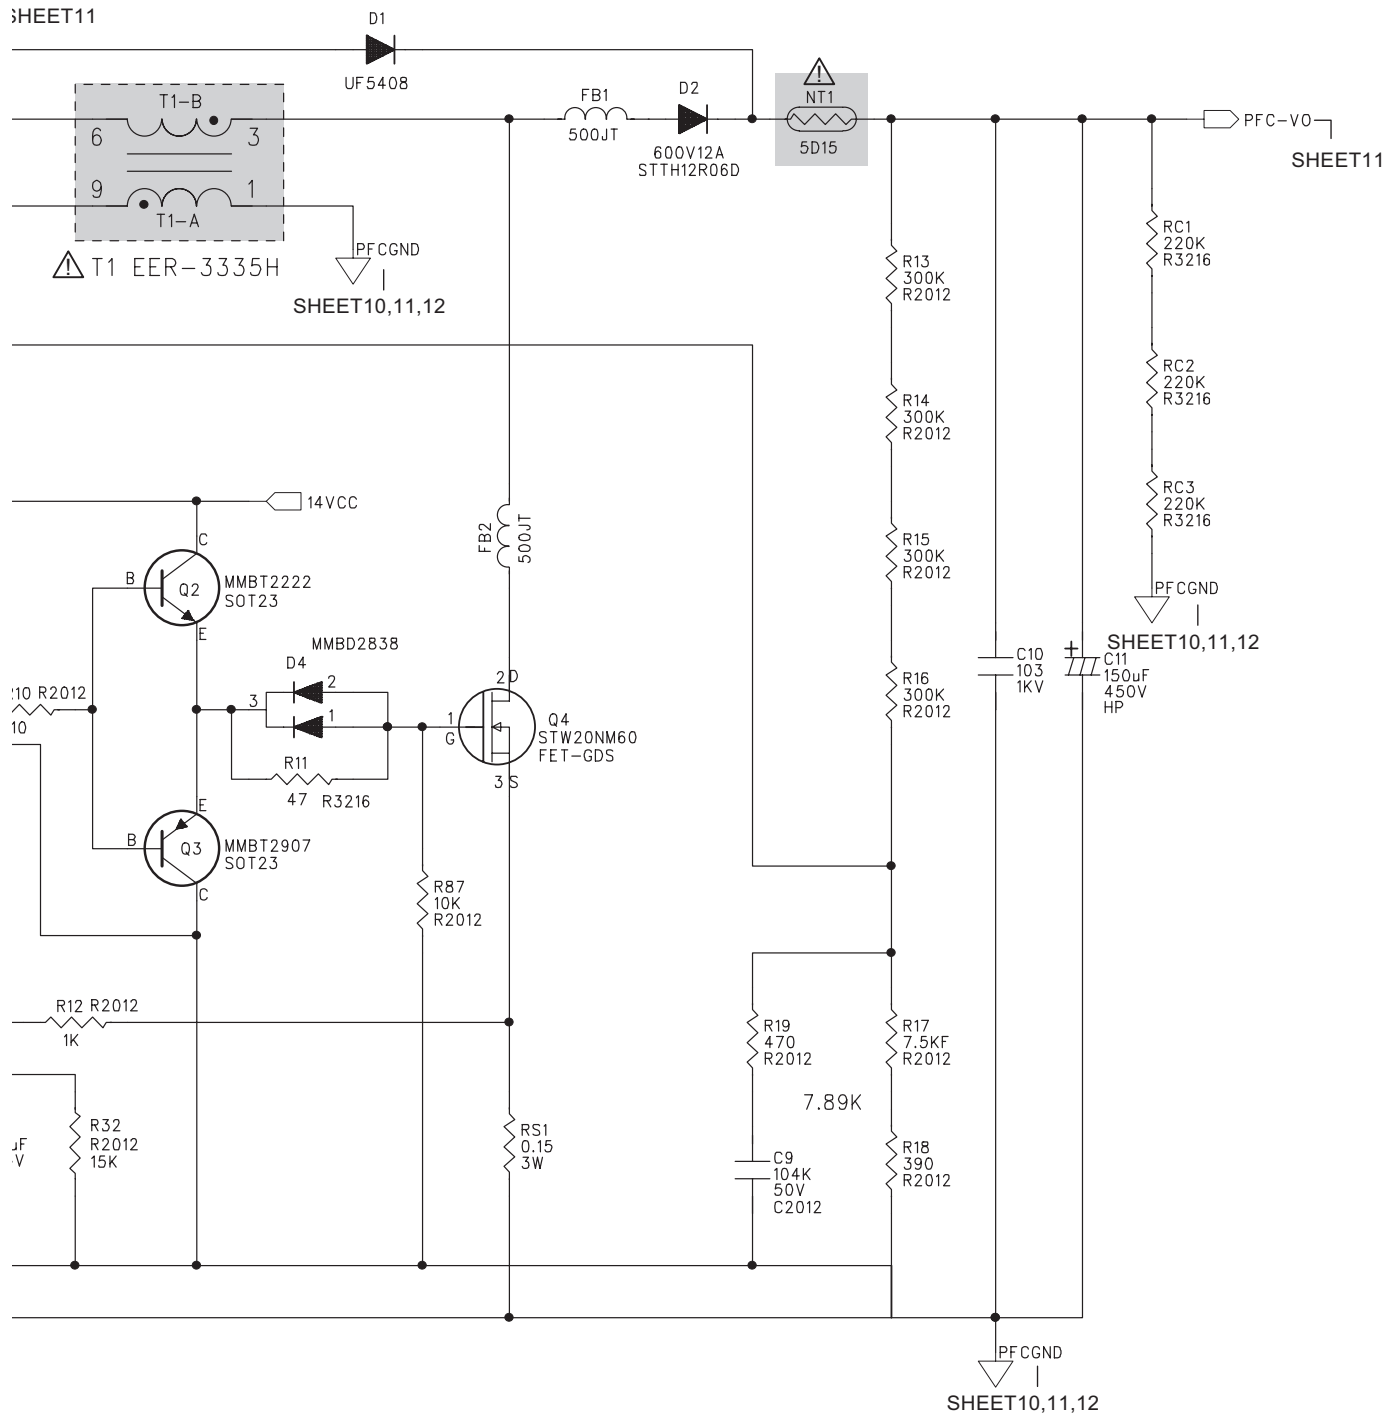 SHEET11
D1
UF5408
T1-B
6
3
9
1
T1-A
T1 EER-3335H
PFCGND
SHEET10,11,12
FB1
500JT
D2
600V12A
STTH12R06D
NT1
5D15
PFC-VO
SHEET11
RC1
220K
R3216
R13
300K
R2012
RC2
220K
R3216
R14
300K
R2012
RC3
220K
R3216
14VCC
FB2
500JT
R15
300K
R2012
C
B
Q2
E
MMBT2222
SOT23
PFCGND
SHEET10,11,12
MMBD2838
D4
2
3
1
R10 R2012
10
R11
47 R3216
2 D
1
G
Q4
STW20NM60
FET-GDS
3 S
R16
300K
R2012
C10
103
1KV
+
C11
150uF
450V
HP
E
B
Q3
C
MMBT2907
SOT23
R87
10K
R2012
R12 R2012
1K
R19
470
R2012
R17
7.5KF
R2012
7.89K
uF
V
R32
R2012
15K
RS1
0.15
3W
C9
104K
50V
C2012
R18
390
R2012
PFCGND
SHEET10,11,12